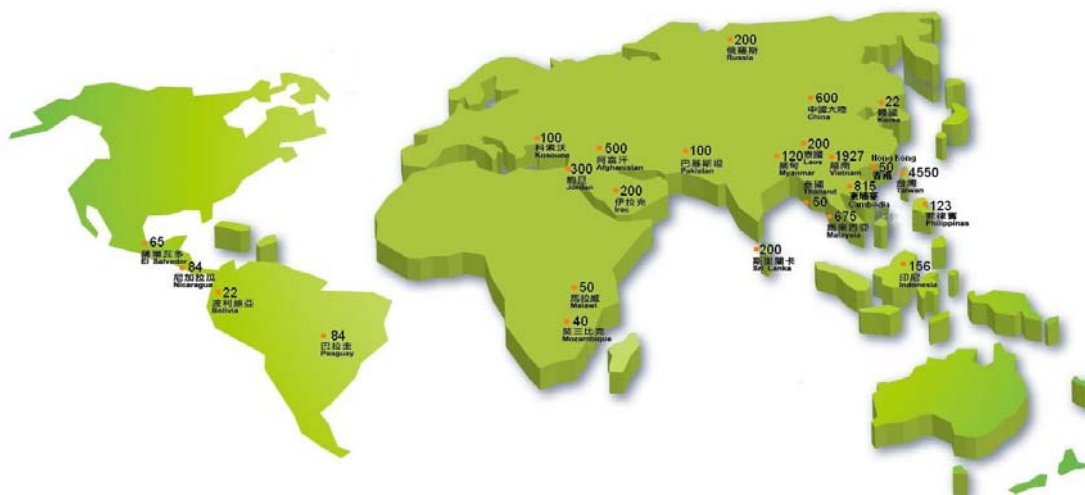 200
俄羅斯
Russia
600
中國大陸
China
22
韓國
Korea
100
科索沃
500
阿富汗
Afghanistan
100
巴基斯坦
Pakistan
300
約旦
Jordan
200
伊拉克
120
緬甸
Myanmar
200
寮國
Laos
1927
越南
Vietnam
Hong Kong
50
香港
4550
台灣
Taiwan
泰國
Thailand
50
815
柬埔寨
Cambodia
675
馬來西亞
Malaysia
123
菲律賓
Philippinas
200
斯里蘭卡
Sri Lanka
156
印尼
Indonesia
65
薩爾瓦多
El Salvador
84
尼加拉瓜
Nicaragua
22
波利維亞
Bolivia
84
巴拉圭
Paaguay
50
馬拉威
Malawi
40
莫三比克
Mozambique